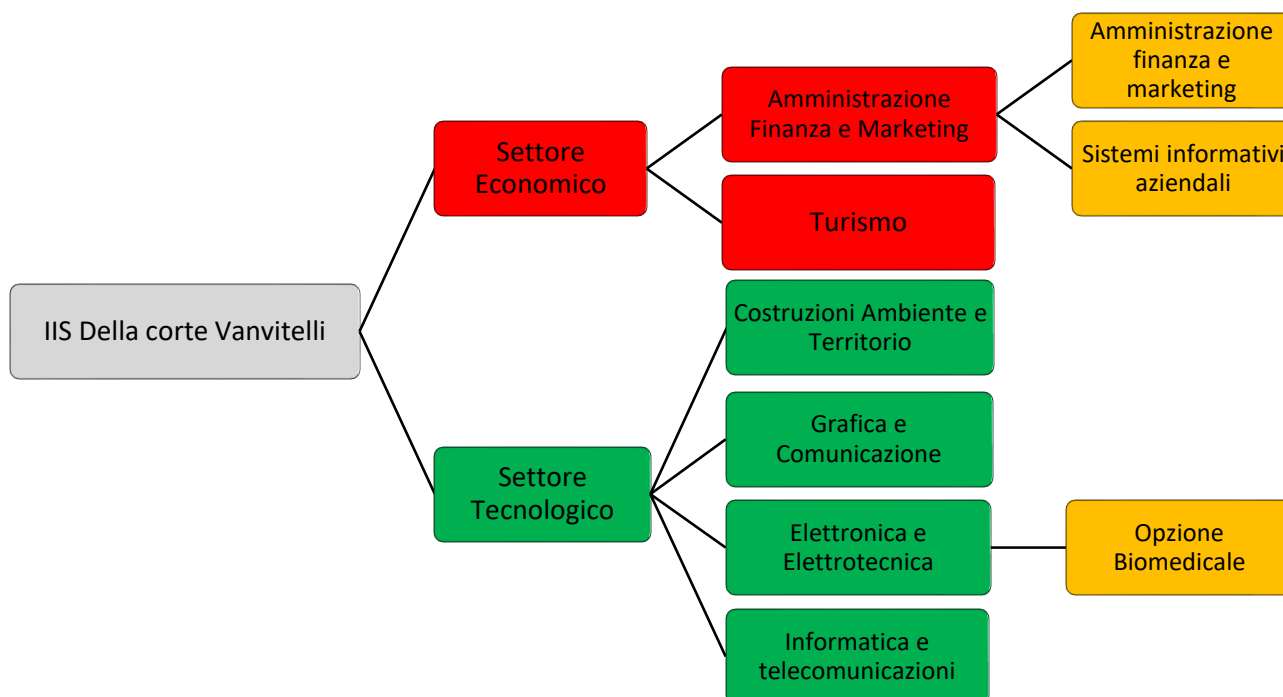 IIS Della corte Vanvitelli
Settore
Economico
Amministrazione
Finanza e Marketing
Amministrazione
finanza e
marketing
Sistemi informativi
aziendali
Turismo
Settore
Tecnologico
Costruzioni Ambiente e
Territorio
Grafica e
Comunicazione
Elettronica e
Elettrotecnica
Opzione
Biomedicale
Informatica e
telecomunicazioni